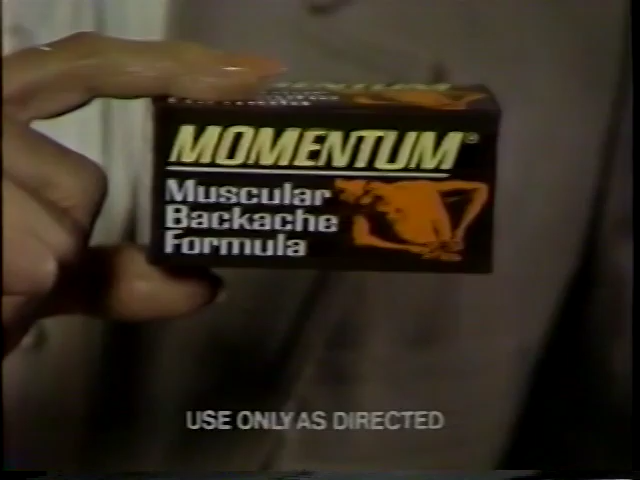 MOMENTUM®
Muscular
Backache
Formula
USE ONLY AS DIRECTED